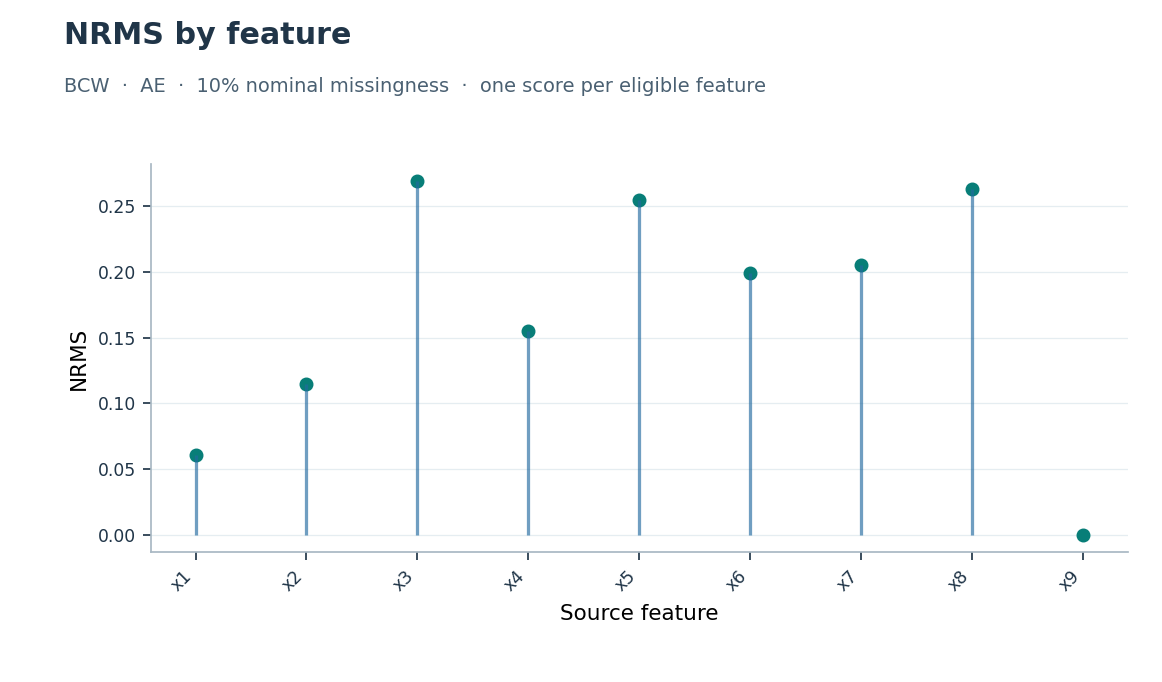 NRMS by feature
BCW · AE · 10% nominal missingness · one score per eligible feature
NRMS
0.25
0.20
0.15
0.10
0.05
0.00
x1 x2 x3 x4 x5 x6 x7 x8 x9
Source feature